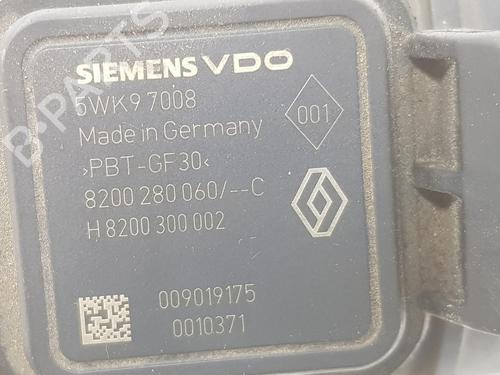 B-PARTS
SIEMENS VDO
5WK9 7008
001
Made in Germany
>PBT-GF30<
8200 280 060/--C
H 8200 300 002
009019175
0010371